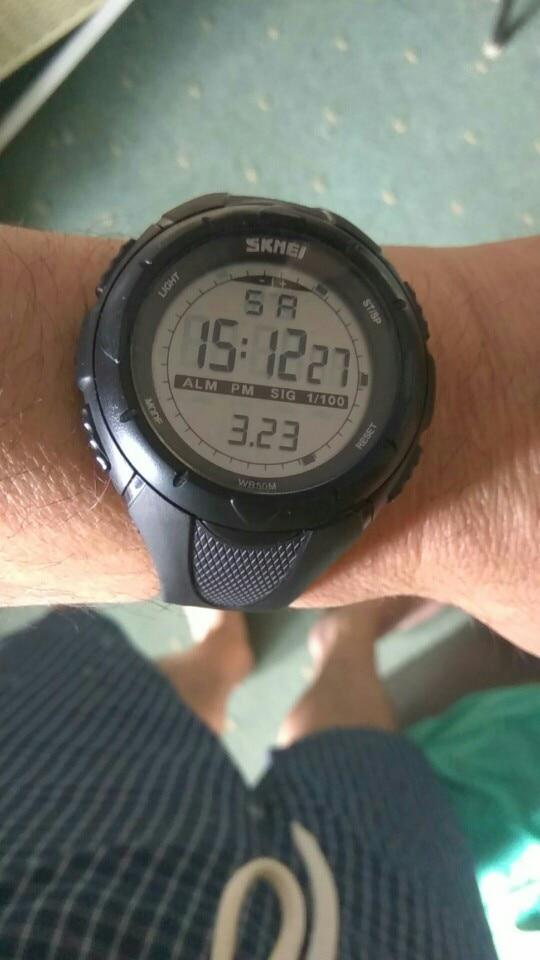 SKMEI
LIGHT
ST/SP
SA
15:12 27
ALM PM SIG 1/100
3.23
MODE
RESET
WR50M